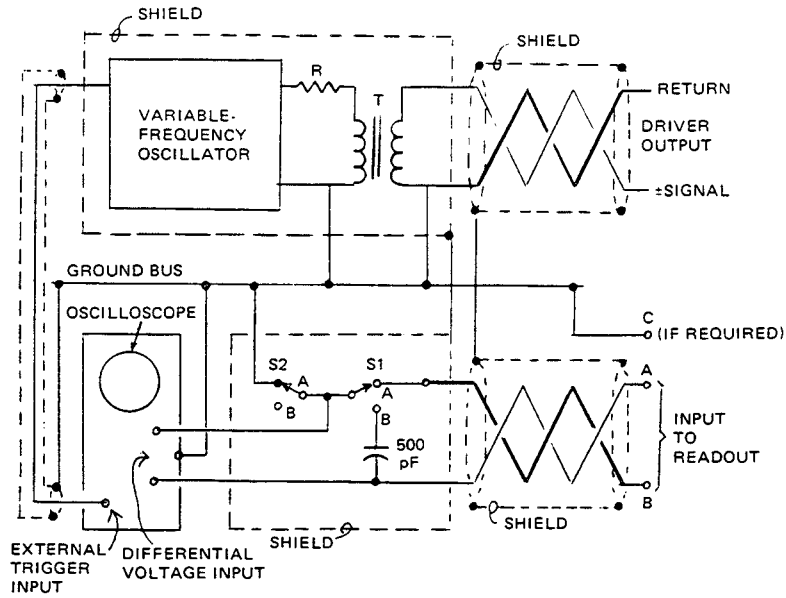 SHIELD
SHIELD
R
T
VARIABLE-
FREQUENCY
OSCILLATOR
RETURN
DRIVER
OUTPUT
±SIGNAL
GROUND BUS
OSCILLOSCOPE
C
(IF REQUIRED)
S2
A
B
S1
A
B
500
pF
A
INPUT
TO
READOUT
B
SHIELD
SHIELD
EXTERNAL
TRIGGER
INPUT
DIFFERENTIAL
VOLTAGE INPUT